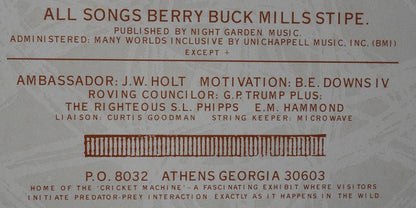 ALL SONGS BERRY BUCK MILLS STIPE.
PUBLISHED BY NIGHT GARDEN MUSIC.
ADMINISTERED: MANY WORLDS INCLUSIVE BY UNICHAPPELL MUSIC, INC. (BMI)
EXCEPT +
AMBASSADOR: J.W. HOLT MOTIVATION: B.E. DOWNS IV
ROVING COUNCILOR: G.P. TRUMP PLUS:
THE RIGHTEOUS S.L. PHIPPS E.M. HAMMOND
LIAISON: CURTIS GOODMAN STRING KEEPER: MICROWAVE
P.O. 8032 ATHENS GEORGIA 30603
HOME OF THE 'CRICKET MACHINE'-A FASCINATING EXHIBIT WHERE VISITORS
INITIATE PREDATOR-PREY INTERACTION EXACTLY AS IT HAPPENS IN THE WILD.